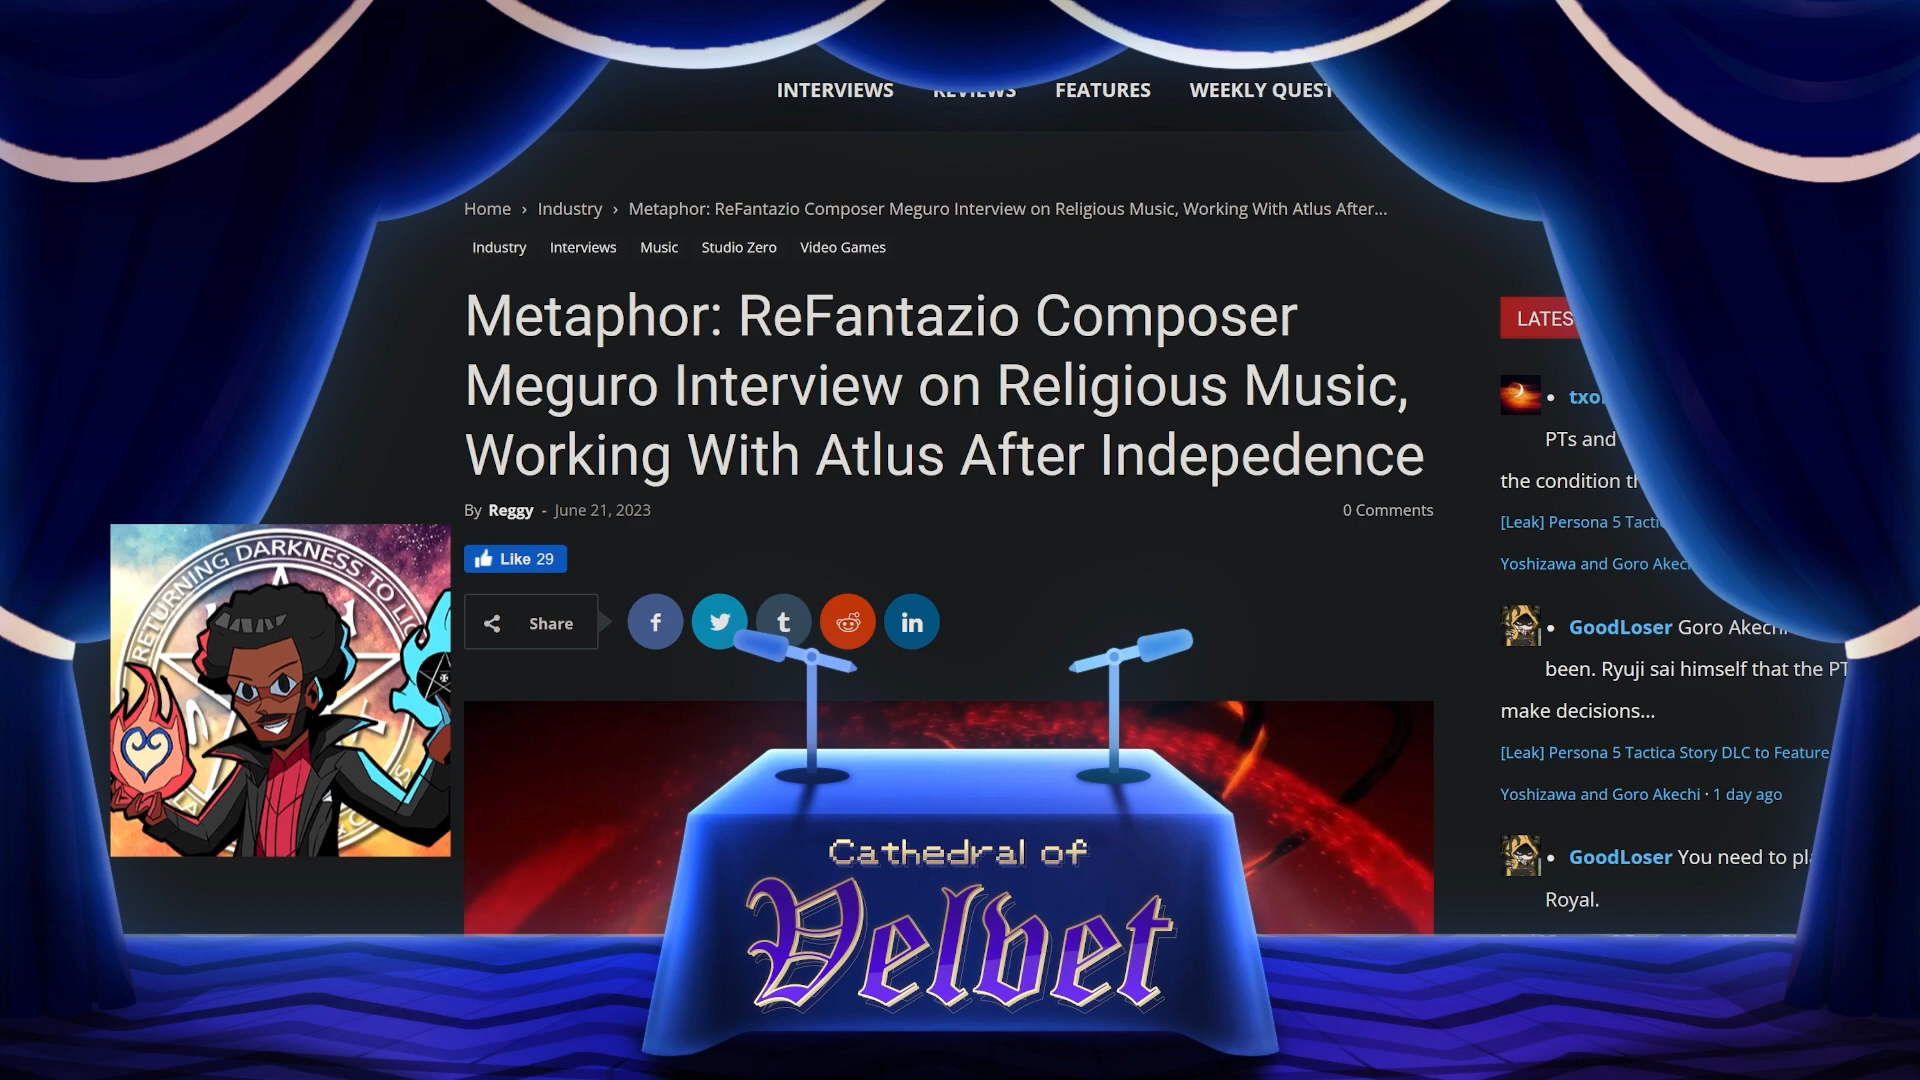 INTERVIEWS REVIEWS FEATURES WEEKLY QUEST
Home › Industry › Metaphor: ReFantazio Composer Meguro Interview on Religious Music, Working With Atlus After...
Industry Interviews Music Studio Zero Video Games
Metaphor: ReFantazio Composer
Meguro Interview on Religious Music,
Working With Atlus After Indepedence
By Reggy - June 21, 2023
0 Comments
Like 29
Share
RETURNING DARKNESS TO
LATES
PTs and
the condition
[Leak] Persona 5
Yoshizawa and Goro
• GoodLoser Goro
been. Ryuji sai himself that the PT
make decisions...
[Leak] Persona 5 Tactica Story DLC to Feature
Yoshizawa and Goro Akechi · 1 day ago
• GoodLoser You need to
Royal.
Cathedral of
Velvet